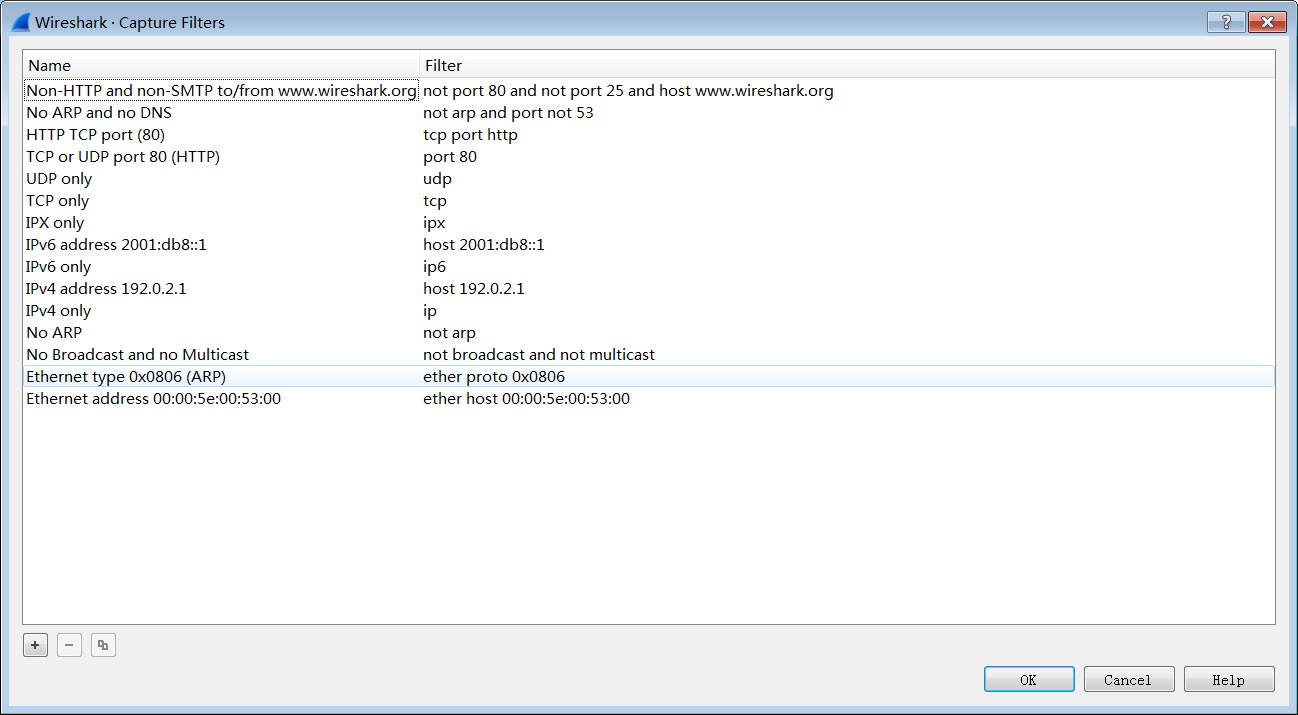 Wireshark · Capture Filters
Name Filter
Non-HTTP and non-SMTP to/from www.wireshark.org not port 80 and not port 25 and host www.wireshark.org
No ARP and no DNS not arp and port not 53
HTTP TCP port (80) tcp port http
TCP or UDP port 80 (HTTP) port 80
UDP only udp
TCP only tcp
IPX only ipx
IPv6 address 2001:db8::1 host 2001:db8::1
IPv6 only ip6
IPv4 address 192.0.2.1 host 192.0.2.1
IPv4 only ip
No ARP not arp
No Broadcast and no Multicast not broadcast and not multicast
Ethernet type 0x0806 (ARP) ether proto 0x0806
Ethernet address 00:00:5e:00:53:00 ether host 00:00:5e:00:53:00
OK Cancel Help